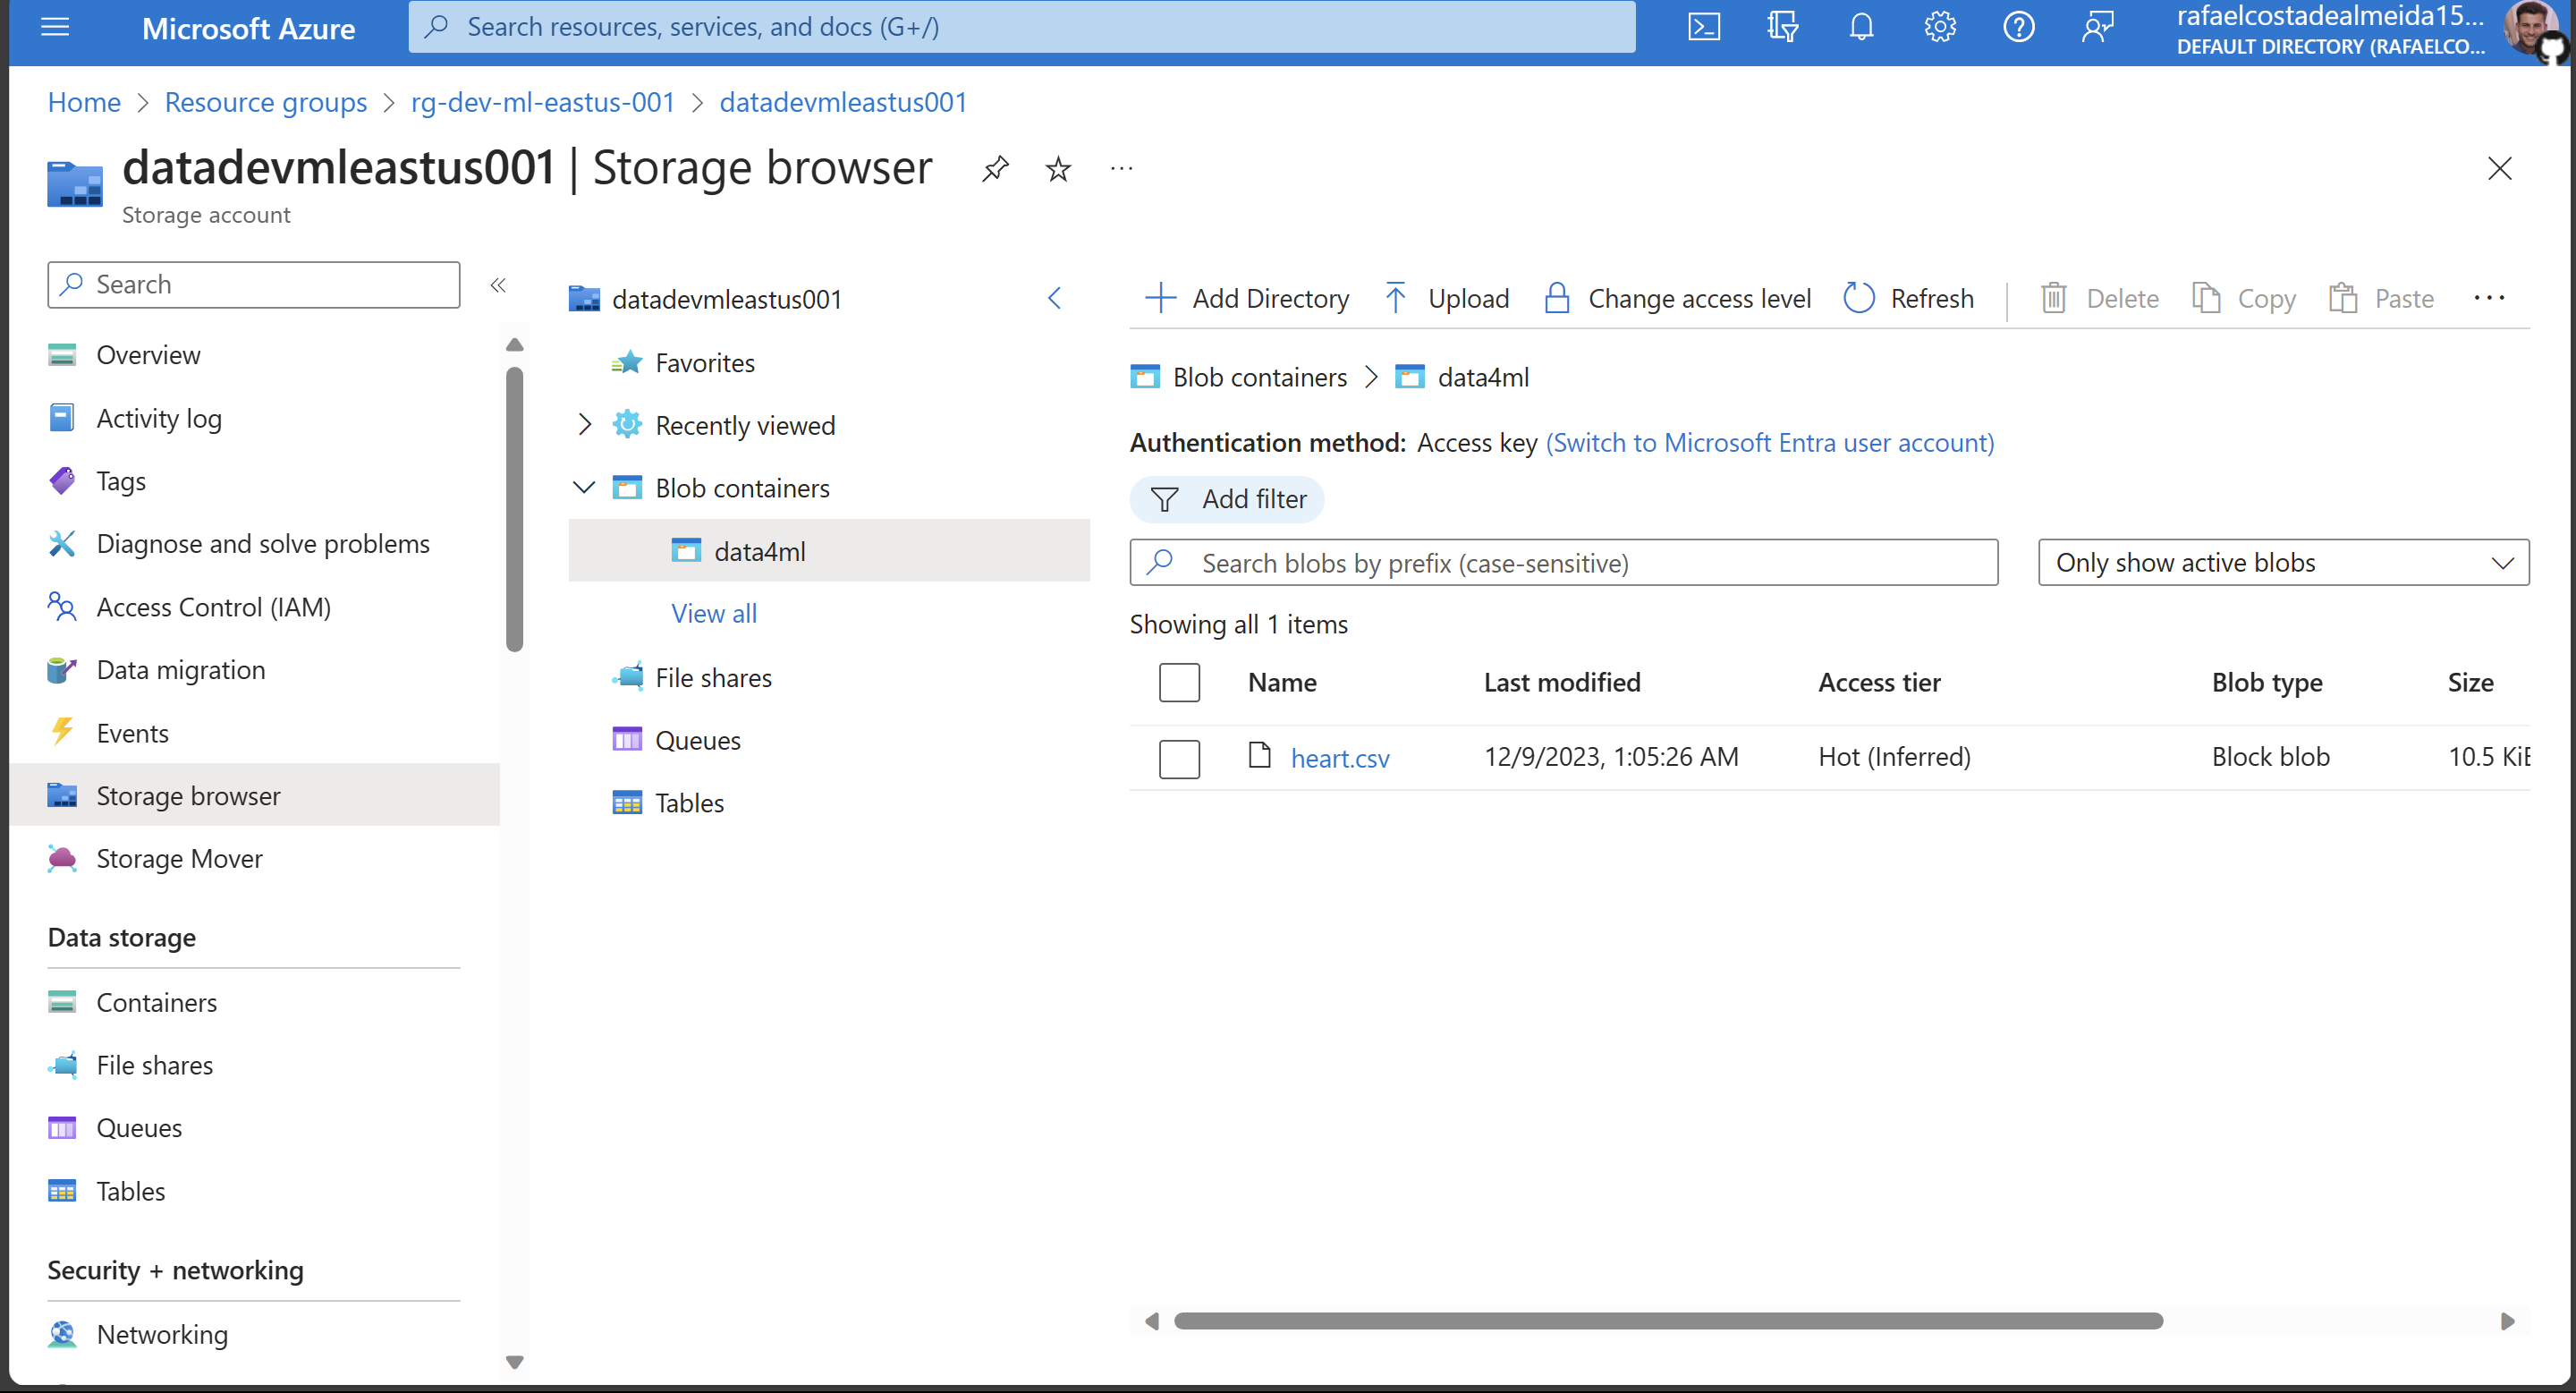 Microsoft Azure
Search resources, services, and docs (G+/)
rafaelcostadealmeida15...
DEFAULT DIRECTORY (RAFAELCO...
Home > Resource groups > rg-dev-ml-eastus-001 > datadevmleastus001
datadevmleastus001 | Storage browser
...
Storage account
Search
Overview
Activity log
Tags
Diagnose and solve problems
Access Control (IAM)
Data migration
Events
Storage browser
Storage Mover
Data storage
Containers
File shares
Queues
Tables
Security + networking
Networking
datadevmleastus001
Favorites
Recently viewed
Blob containers
data4ml
View all
File shares
Queues
Tables
Add Directory Upload Change access level Refresh Delete Copy Paste ...
Blob containers > data4ml
Authentication method: Access key (Switch to Microsoft Entra user account)
Add filter
Search blobs by prefix (case-sensitive)
Only show active blobs
Showing all 1 items
Name Last modified Access tier Blob type Size
heart.csv 12/9/2023, 1:05:26 AM Hot (Inferred) Block blob 10.5 KiB